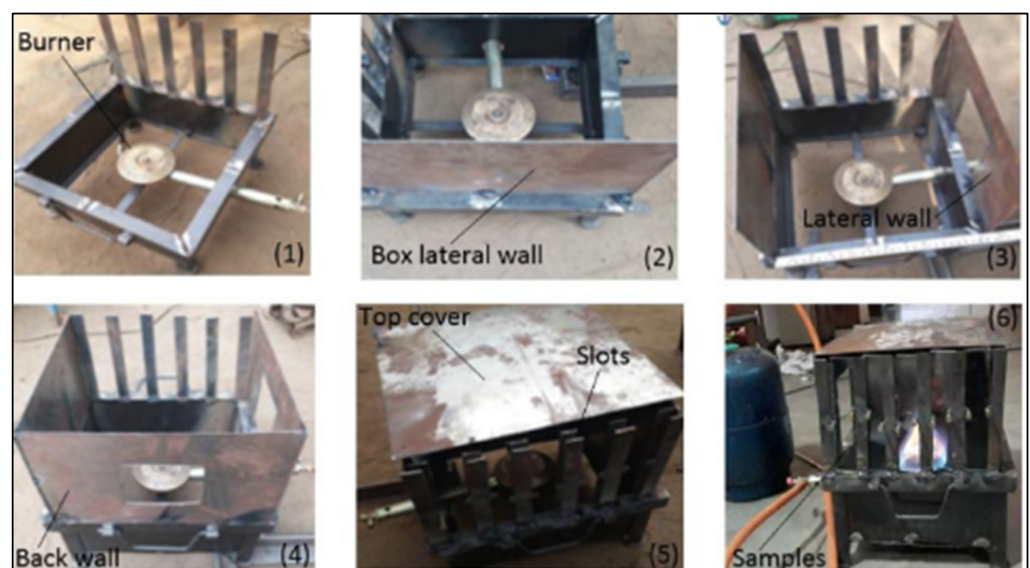 Burner
(1)
Box lateral wall
(2)
Lateral wall
(3)
Back wall
(4)
Top cover
Slots
(5)
(6)
Samples